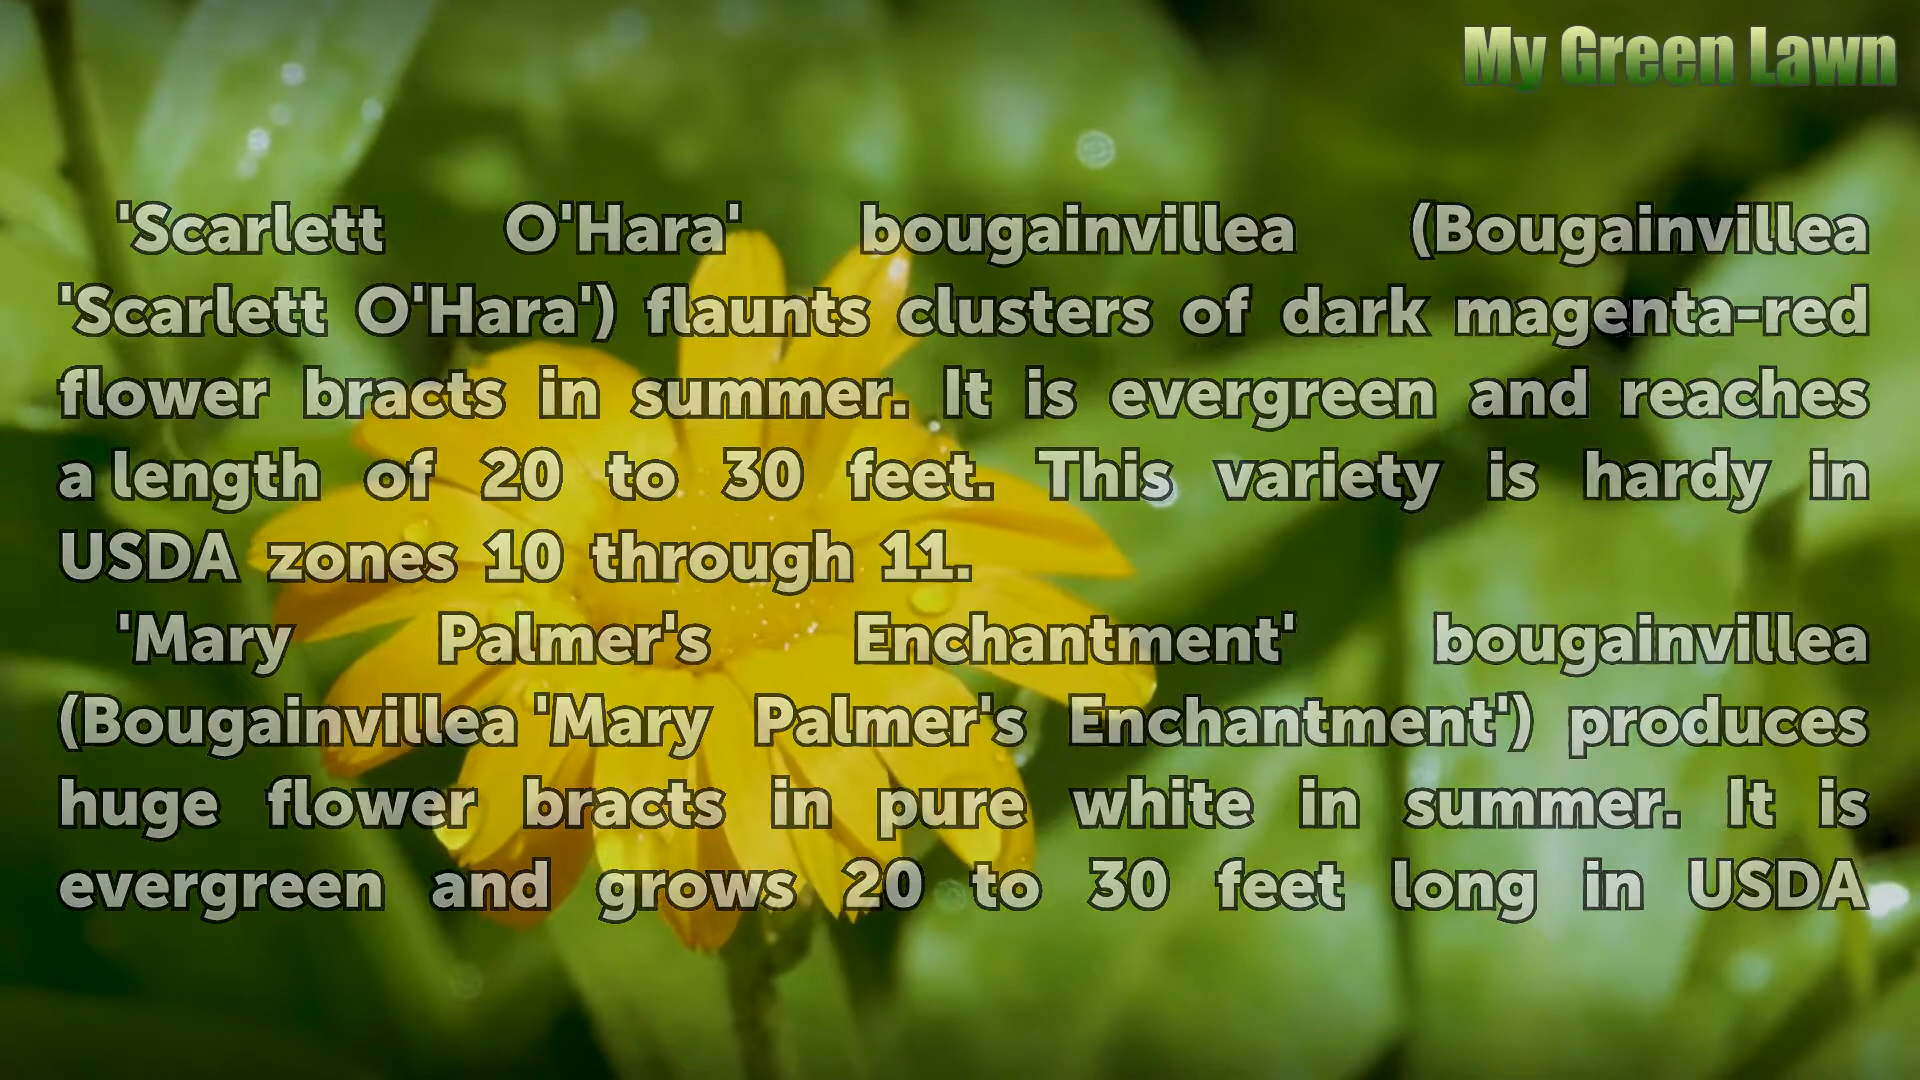 My Green Lawn
'Scarlett O'Hara' bougainvillea (Bougainvillea
'Scarlett O'Hara') flaunts clusters of dark magenta-red
flower bracts in summer. It is evergreen and reaches
a length of 20 to 30 feet. This variety is hardy in
USDA zones 10 through 11.
'Mary Palmer's Enchantment' bougainvillea
(Bougainvillea 'Mary Palmer's Enchantment') produces
huge flower bracts in pure white in summer. It is
evergreen and grows 20 to 30 feet long in USDA